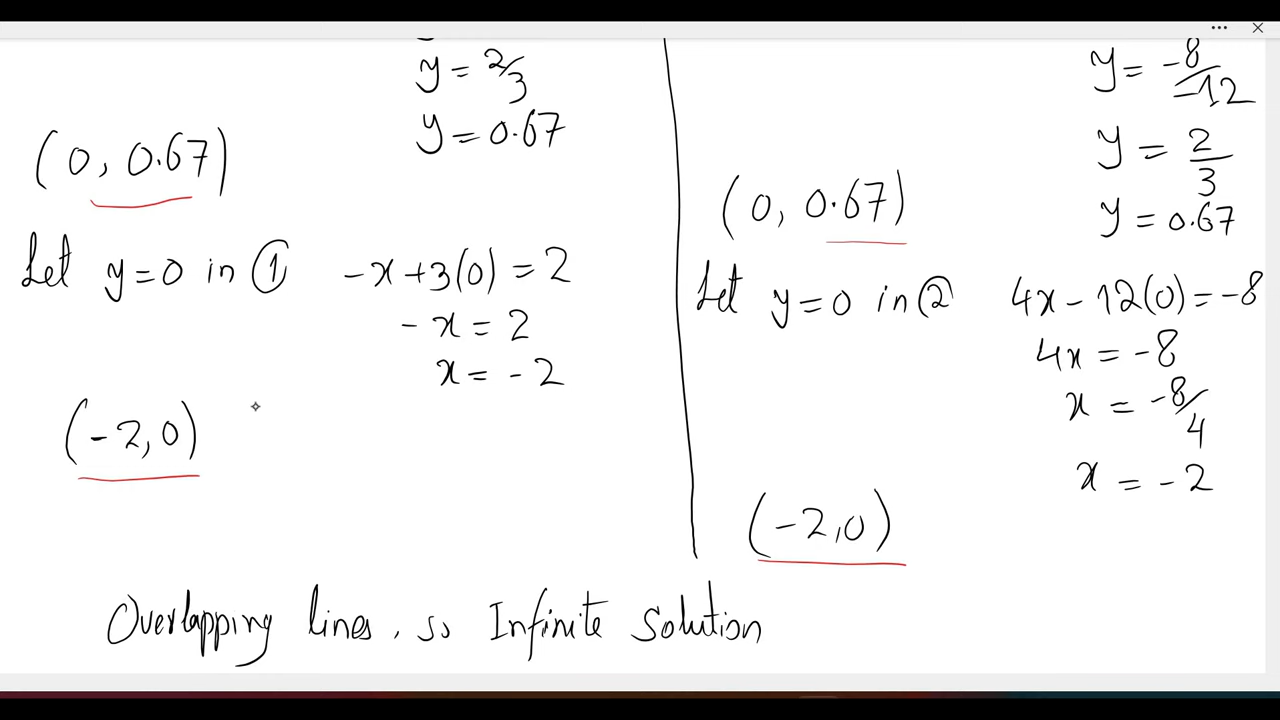 y = 2/3
y = 0.67
(0, 0.67)
Let y=0 in ① -x+3(0) = 2
-x = 2
x = -2
(-2,0)
y = -8/-12
y = 2/3
y = 0.67
(0, 0.67)
Let y=0 in ② 4x - 12(0) = -8
4x = -8
x = -8/4
x = -2
(-2,0)
Overlapping lines, so Infinite Solution